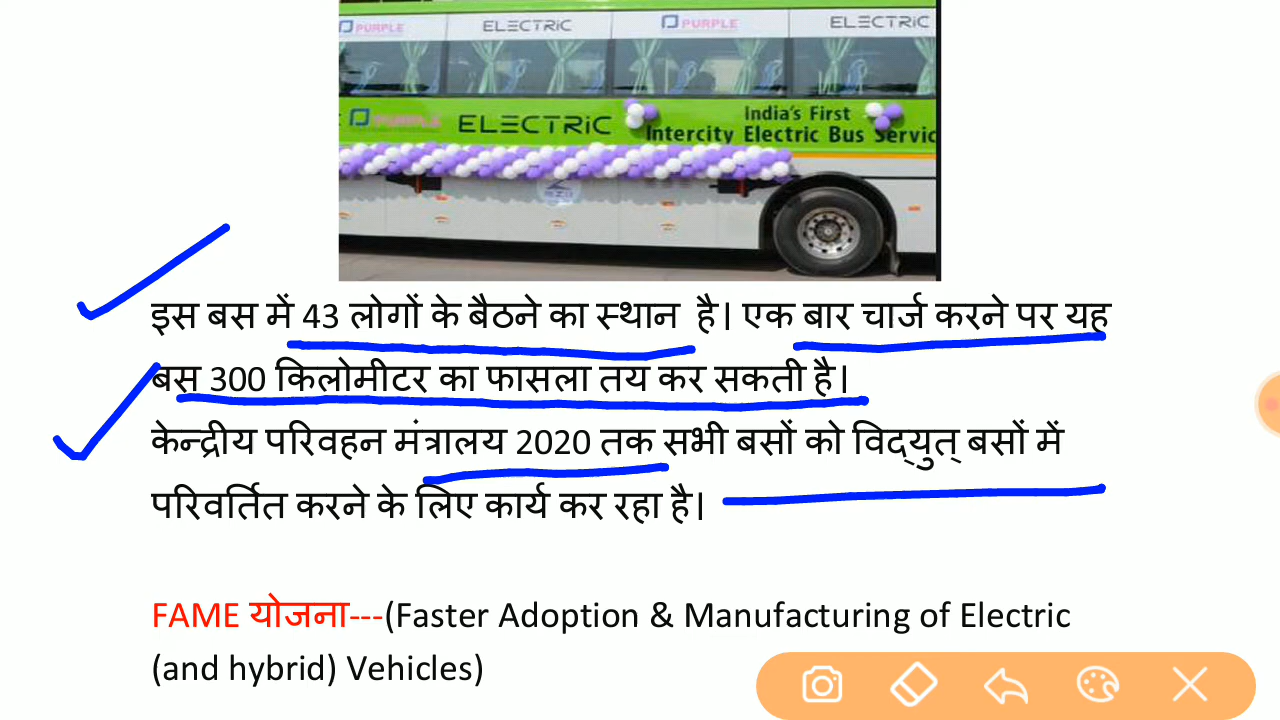 PURPLE ELECTRIC PURPLE ELECTRIC
PURPLE ELECTRIC
India's First
Intercity Electric Bus Servic
इस बस में 43 लोगों के बैठने का स्थान है। एक बार चार्ज करने पर यह
बस 300 किलोमीटर का फासला तय कर सकती है।
केन्द्रीय परिवहन मंत्रालय 2020 तक सभी बसों को विद्युत् बसों में
परिवर्तित करने के लिए कार्य कर रहा है।
FAME योजना---(Faster Adoption & Manufacturing of Electric
(and hybrid) Vehicles)